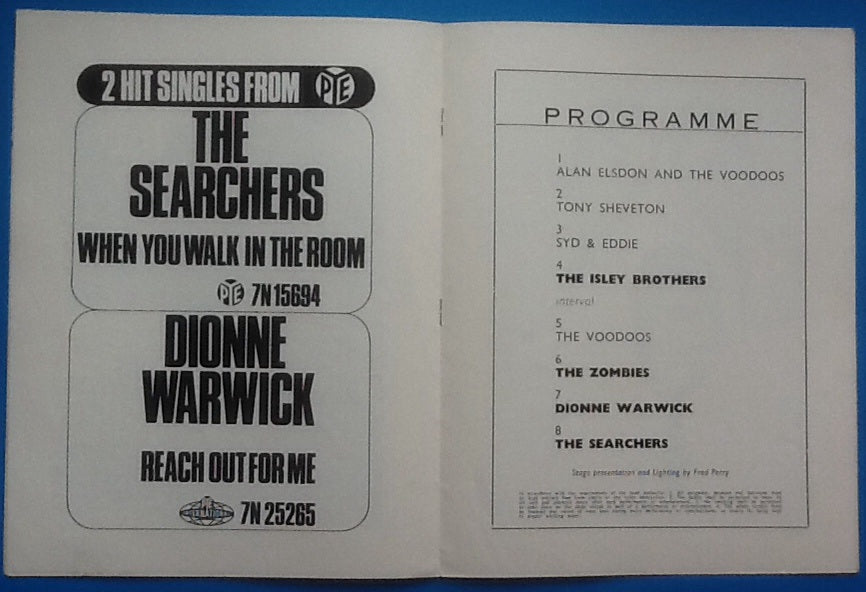 2 HIT SINGLES FROM PYE
THE
SEARCHERS
WHEN YOU WALK IN THE ROOM
PYE 7N 15694
DIONNE
WARWICK
REACH OUT FOR ME
INTERNATIONAL 7N 25265
PROGRAMME
1
ALAN ELSDON AND THE VOODOOS
2
TONY SHEVETON
3
SYD & EDDIE
4
THE ISLEY BROTHERS
interval
5
THE VOODOOS
6
THE ZOMBIES
7
DIONNE WARWICK
8
THE SEARCHERS
Stage presentation and Lighting by Fred Perry